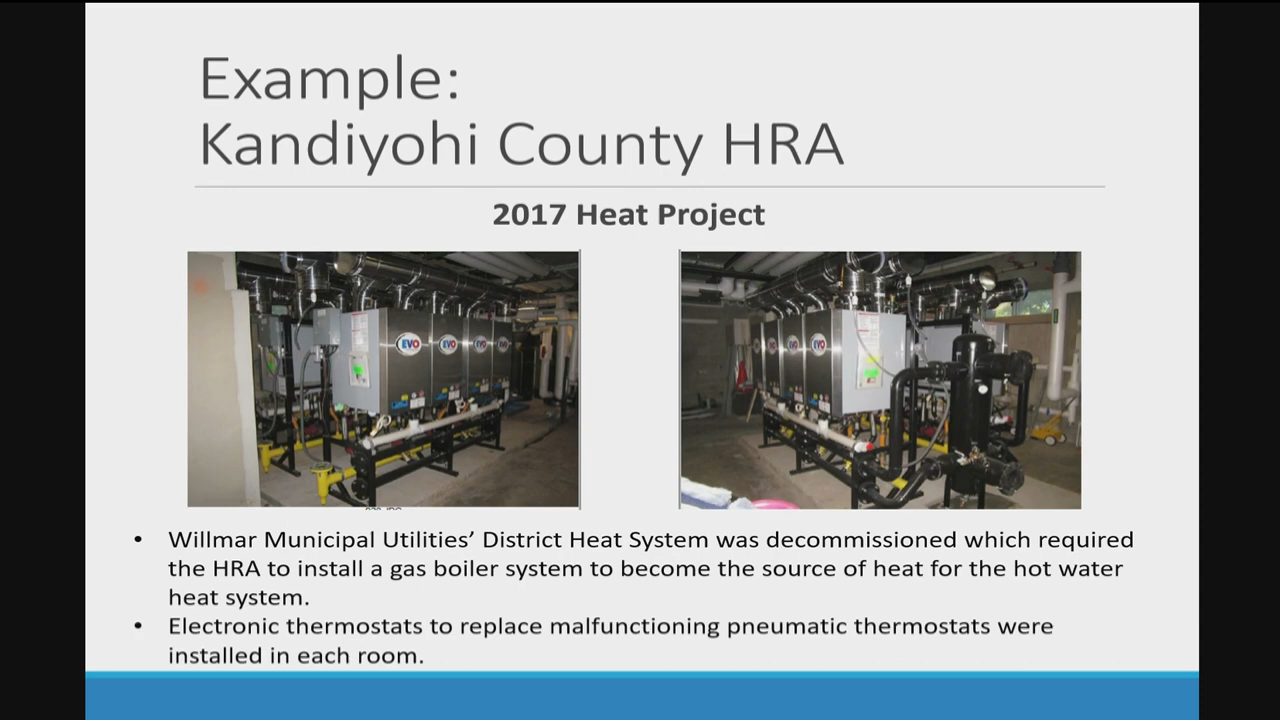 Example:
Kandiyohi County HRA
2017 Heat Project
EVO
EVO
EVO
EVO
EVO
EVO
EVO
• Willmar Municipal Utilities’ District Heat System was decommissioned which required
the HRA to install a gas boiler system to become the source of heat for the hot water
heat system.
• Electronic thermostats to replace malfunctioning pneumatic thermostats were
installed in each room.